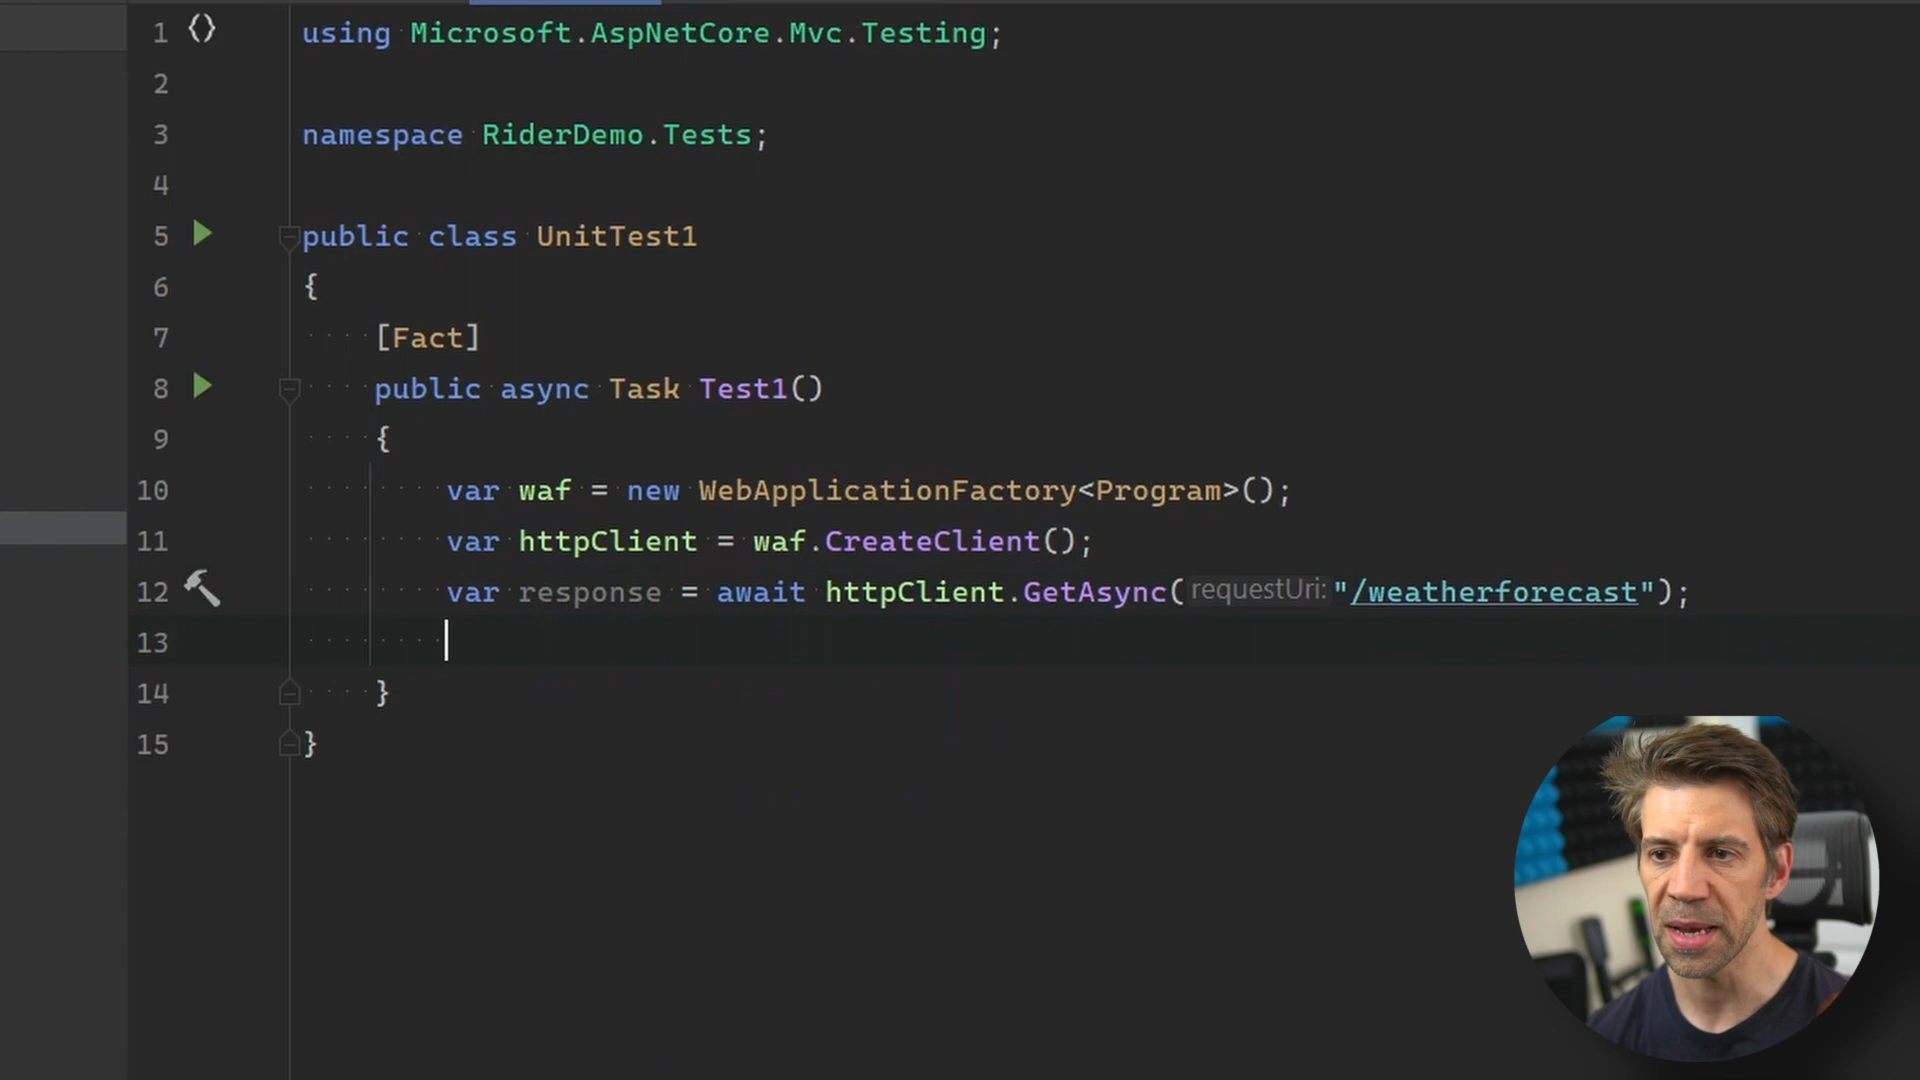 1 {} using Microsoft.AspNetCore.Mvc.Testing;
2
3 namespace RiderDemo.Tests;
4
5 public class UnitTest1
6 {
7 [Fact]
8 public async Task Test1()
9 {
10 var waf = new WebApplicationFactory<Program>();
11 var httpClient = waf.CreateClient();
12 var response = await httpClient.GetAsync(requestUri:"/weatherforecast");
13
14 }
15 }